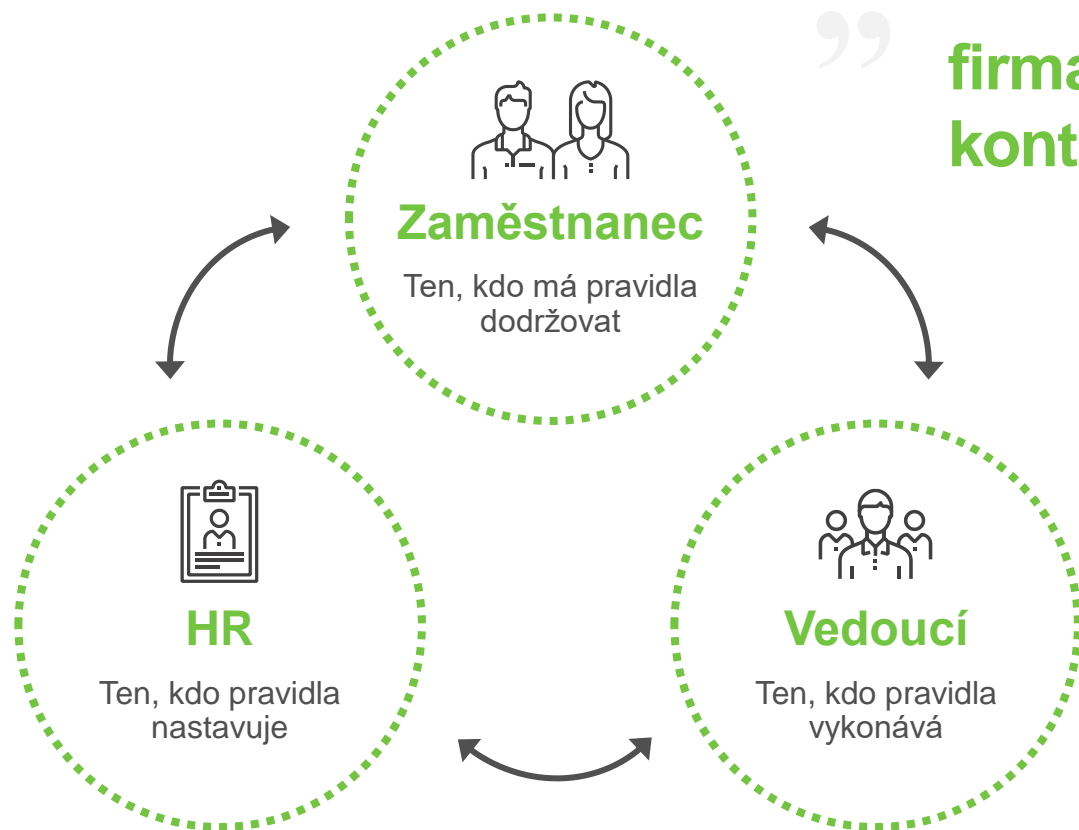 ”
firma
kont
Zaměstnanec
Ten, kdo má pravidla
dodržovat
HR
Ten, kdo pravidla
nastavuje
Vedoucí
Ten, kdo pravidla
vykonává